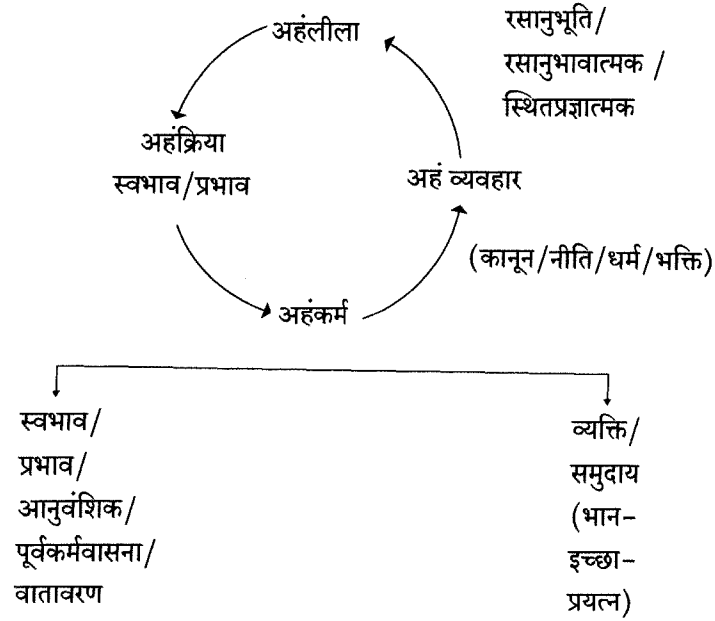 अहंलीला
रसानुभूति/
रसानुभावात्मक /
स्थितप्रज्ञात्मक
अहंक्रिया
स्वभाव/प्रभाव
अहं व्यवहार
(कानून/नीति/धर्म/भक्ति)
अहंकर्म
स्वभाव/
प्रभाव/
आनुवंशिक/
पूर्वकर्मवासना/
वातावरण
व्यक्ति/
समुदाय
(भान-
इच्छा-
प्रयत्न)